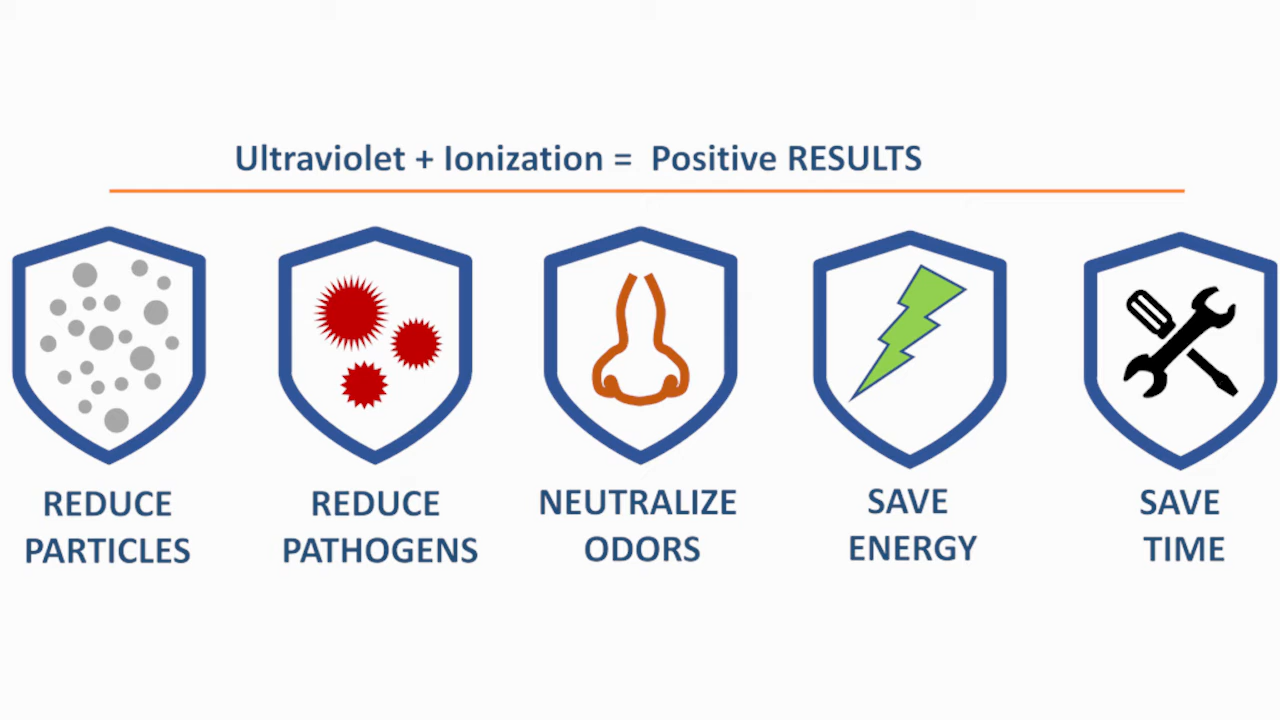 Ultraviolet + Ionization = Positive RESULTS
REDUCE
PARTICLES
REDUCE
PATHOGENS
NEUTRALIZE
ODORS
SAVE
ENERGY
SAVE
TIME